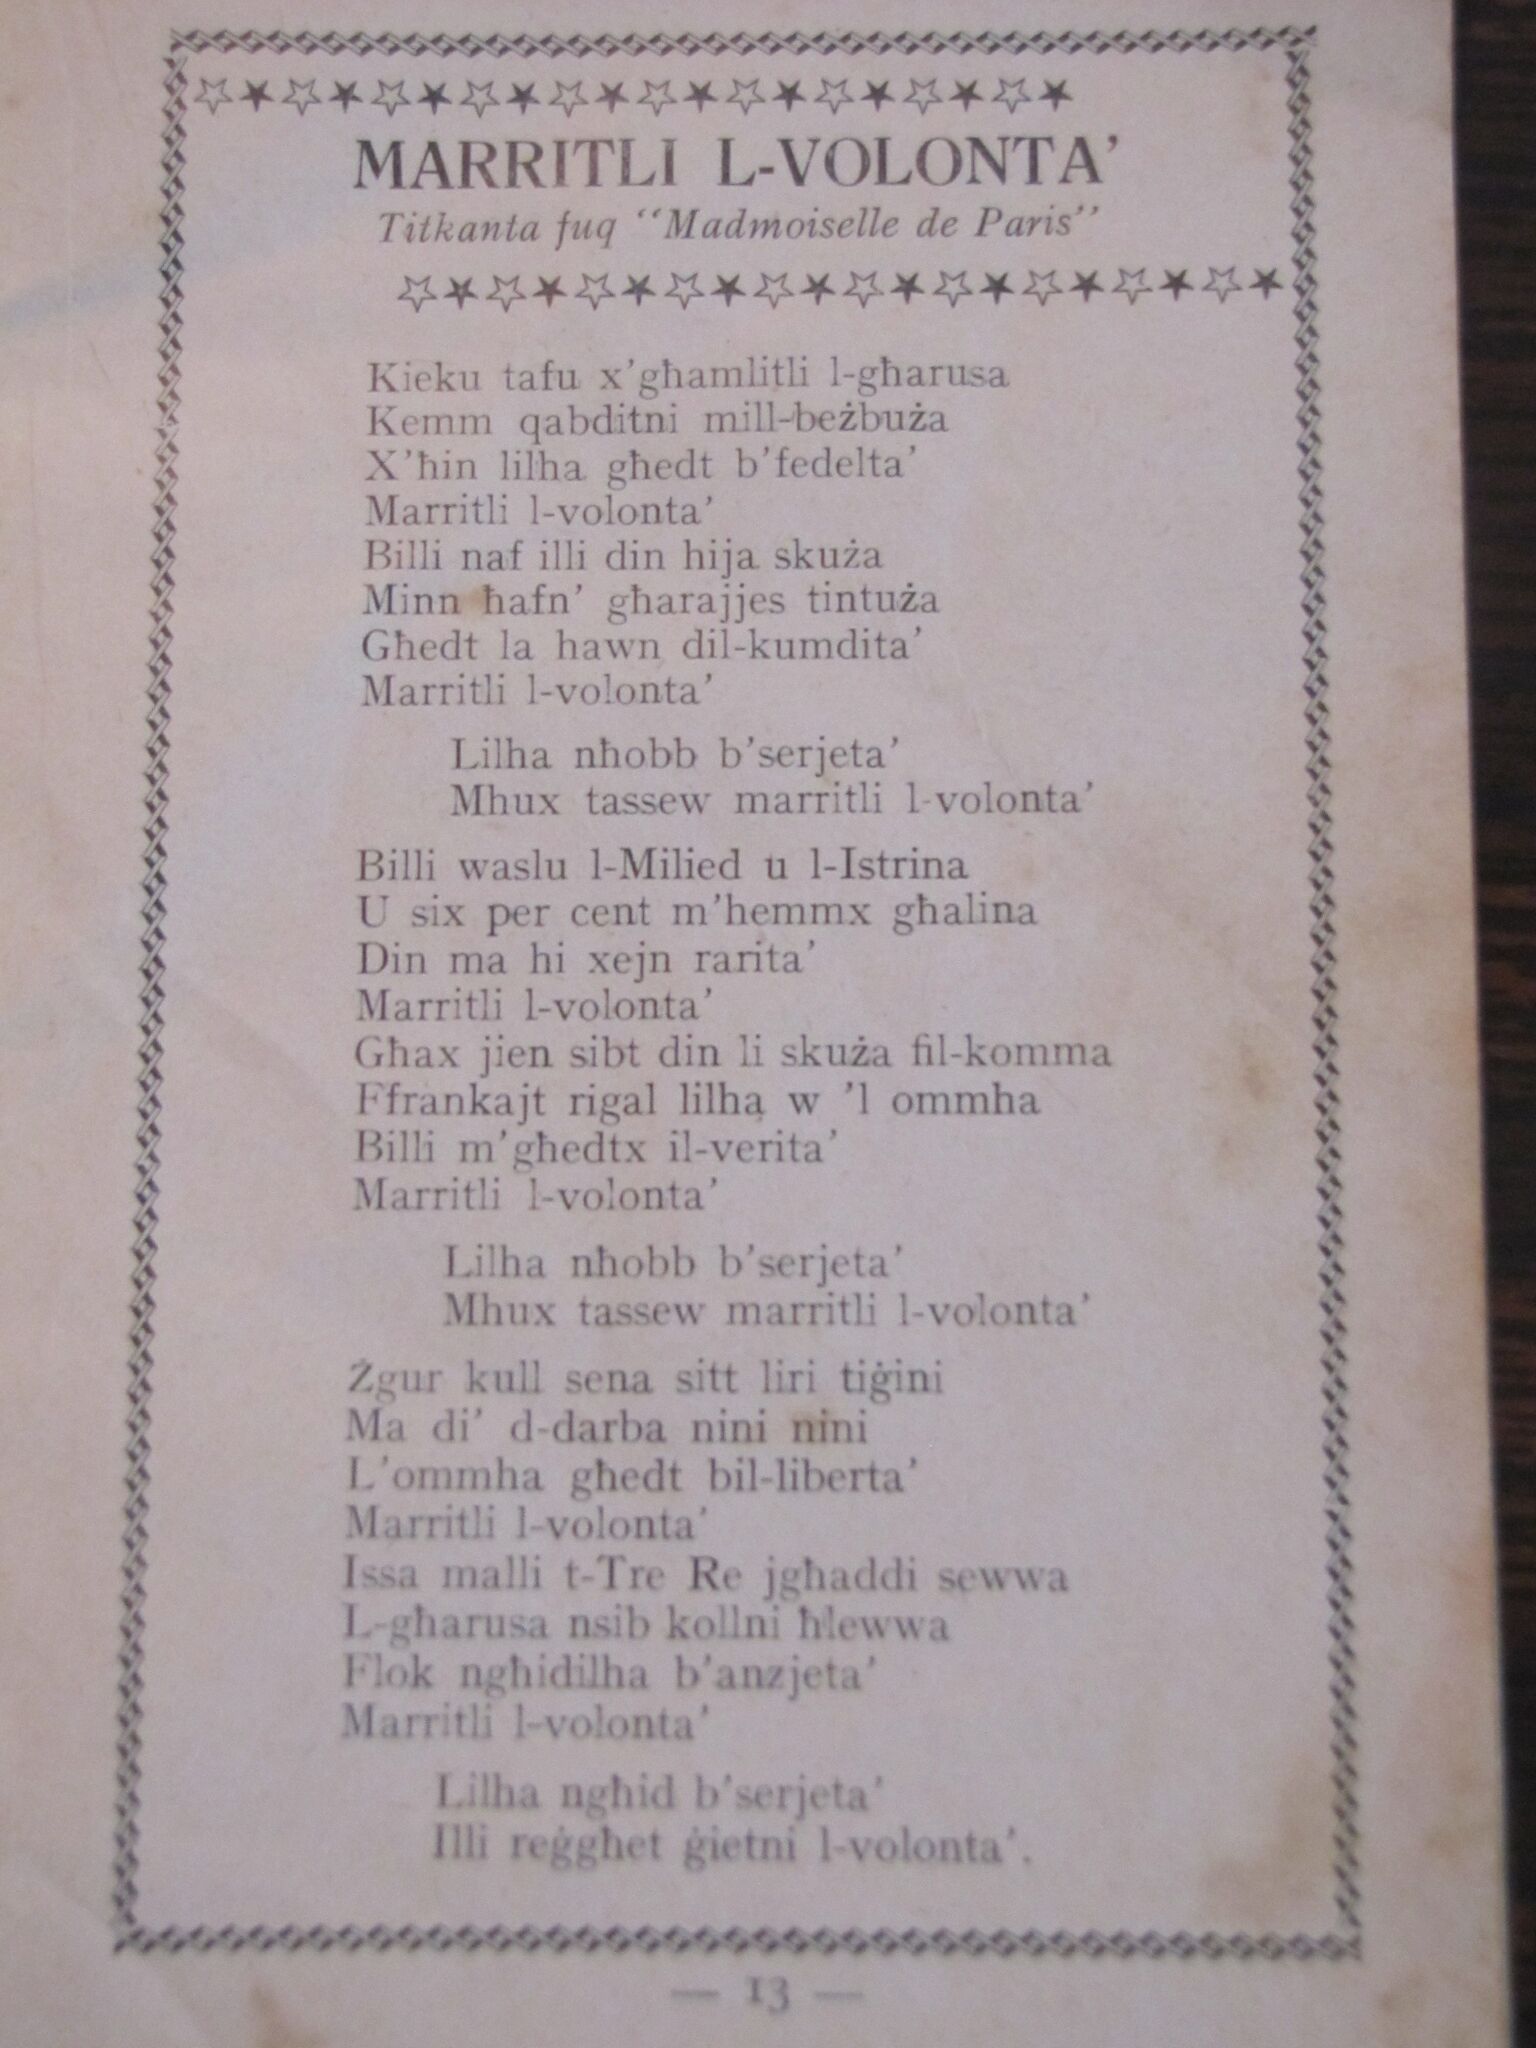 MARRITLI L-VOLONTA'
Titkanta fuq "Madmoiselle de Paris"
Kieku tafu x'għamlitli l-għarusa
Kemm qabditni mill-beżbuża
X'ħin lilha għedt b'fedelta'
Marritli l-volonta'
Billi naf illi din hija skuża
Minn ħafn' għarajjes tintuża
Għedt la hawn dil-kumdita'
Marritli l-volonta'
Lilha nħobb b'serjeta'
Mhux tassew marritli l-volonta'
Billi waslu l-Milied u l-Istrina
U six per cent m'hemmx għalina
Din ma hi xejn rarita'
Marritli l-volonta'
Għax jien sibt din li skuża fil-komma
Ffrankajt rigal lilha w 'l ommha
Billi m'għedtx il-verita'
Marritli l-volonta'
Lilha nħobb b'serjeta'
Mhux tassew marritli l-volonta'
Żgur kull sena sitt liri tiġini
Ma di' d-darba nini nini
L'ommha għedt bil-liberta'
Marritli l-volonta'
Issa malli t-Tre Re jgħaddi sewwa
L-għarusa nsib kollni ħlewwa
Flok ngħidilha b'anzjeta'
Marritli l-volonta'
Lilha ngħid b'serjeta'
Illi reġgħet ġietni l-volonta'.
— 13 —